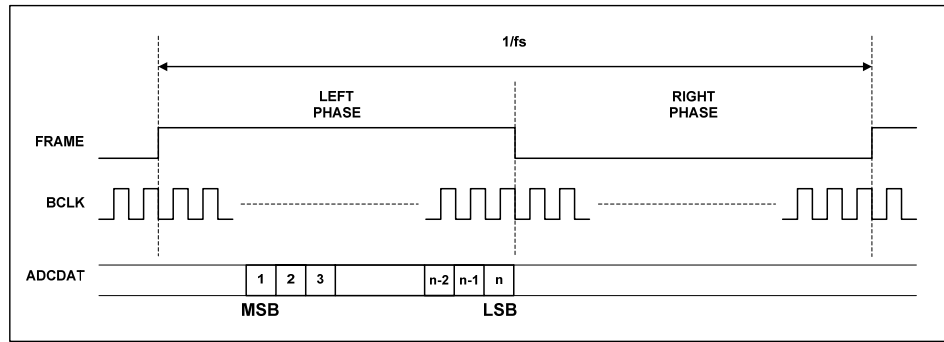 1/fs
LEFT
PHASE
RIGHT
PHASE
FRAME
BCLK
ADCDAT
1 2 3 n-2 n-1 n
MSB LSB